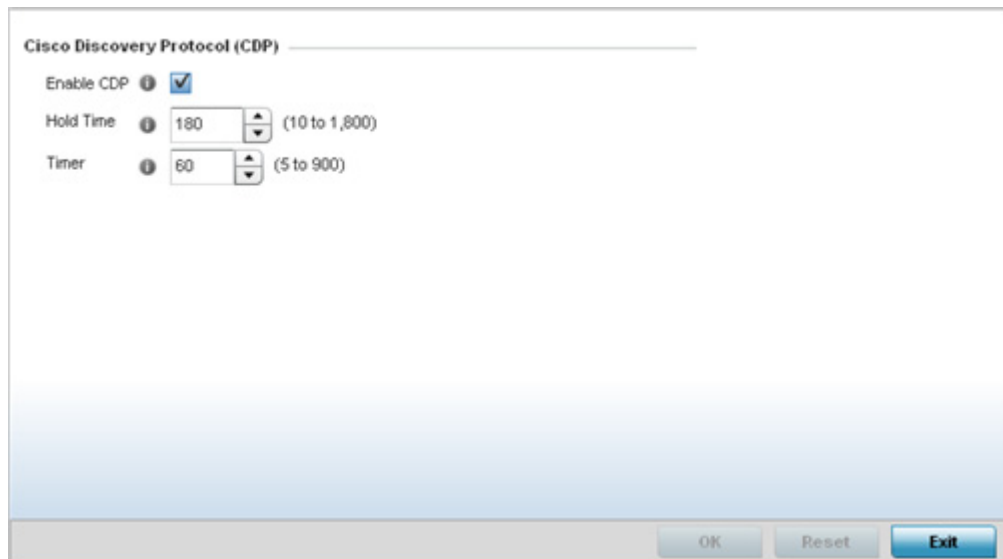 Cisco Discovery Protocol (CDP)
Enable CDP
Hold Time 180 (10 to 1,800)
Timer 60 (5 to 900)
OK Reset Exit